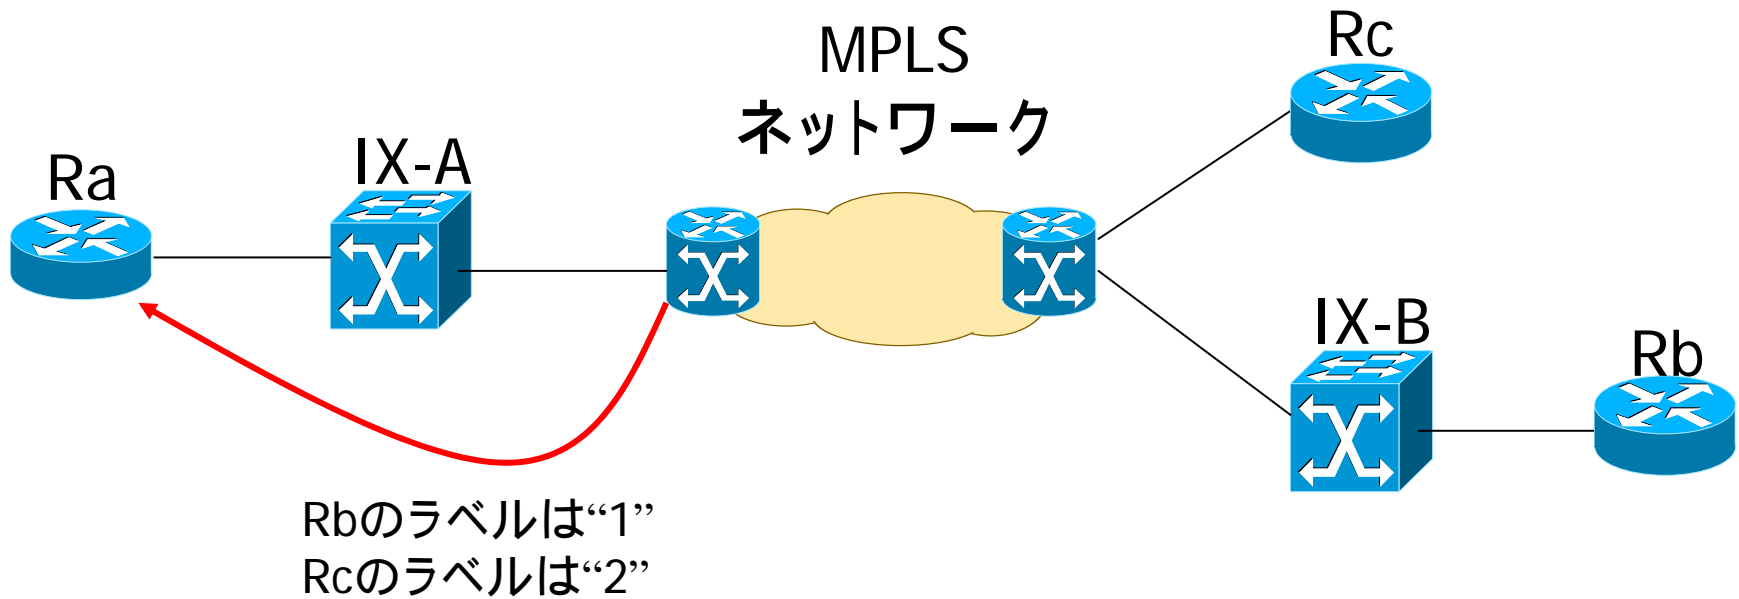 MPLS
ネットワーク
Rc
IX-A
Ra
IX-B
Rb
Rbのラベルは“1”
Rcのラベルは“2”